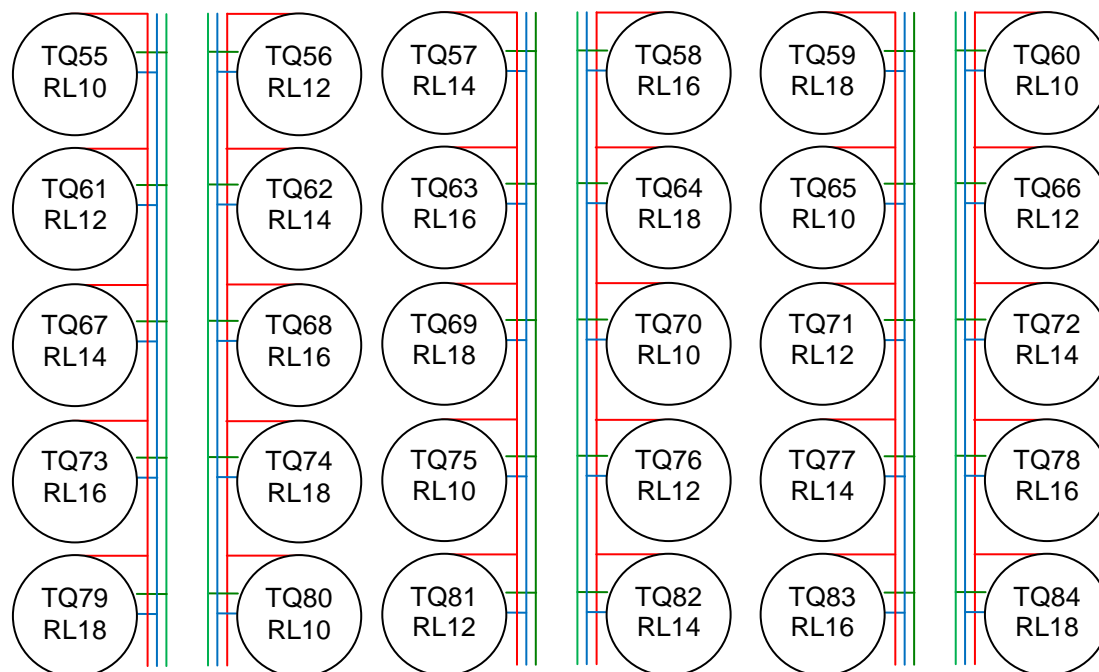 TQ55
RL10
TQ56
RL12
TQ57
RL14
TQ58
RL16
TQ59
RL18
TQ60
RL10
TQ61
RL12
TQ62
RL14
TQ63
RL16
TQ64
RL18
TQ65
RL10
TQ66
RL12
TQ67
RL14
TQ68
RL16
TQ69
RL18
TQ70
RL10
TQ71
RL12
TQ72
RL14
TQ73
RL16
TQ74
RL18
TQ75
RL10
TQ76
RL12
TQ77
RL14
TQ78
RL16
TQ79
RL18
TQ80
RL10
TQ81
RL12
TQ82
RL14
TQ83
RL16
TQ84
RL18